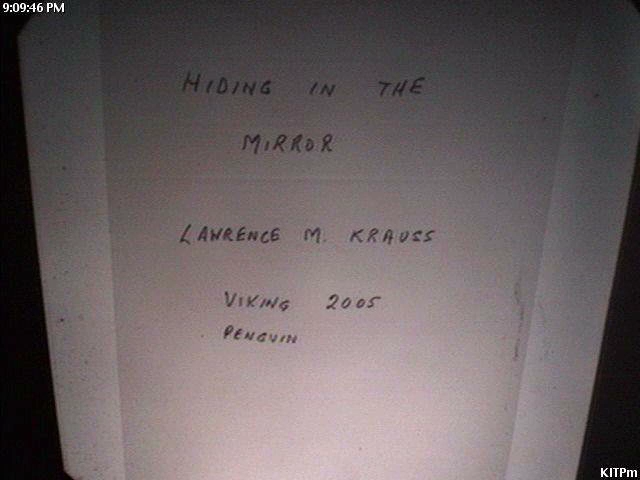 9:09:46 PM
HIDING IN THE
MIRROR
LAWRENCE M. KRAUSS
VIKING 2005
PENGUIN
KITPm